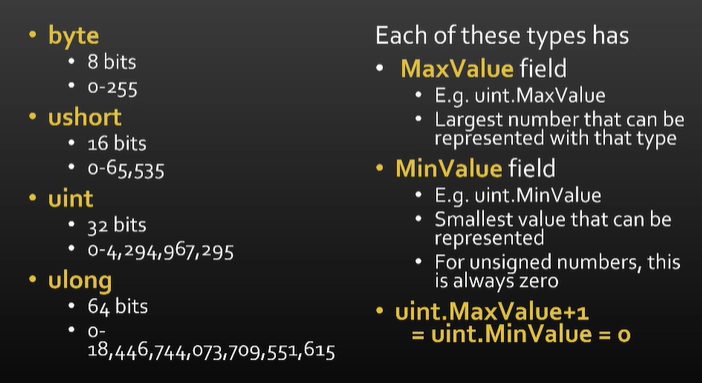 • byte
• 8 bits
• 0-255
• ushort
• 16 bits
• 0-65,535
• uint
• 32 bits
• 0-4,294,967,295
• ulong
• 64 bits
• 0-
18,446,744,073,709,551,615
Each of these types has
• MaxValue field
• E.g. uint.MaxValue
• Largest number that can be
represented with that type
• MinValue field
• E.g. uint.MinValue
• Smallest value that can be
represented
• For unsigned numbers, this
is always zero
• uint.MaxValue+1
= uint.MinValue = 0